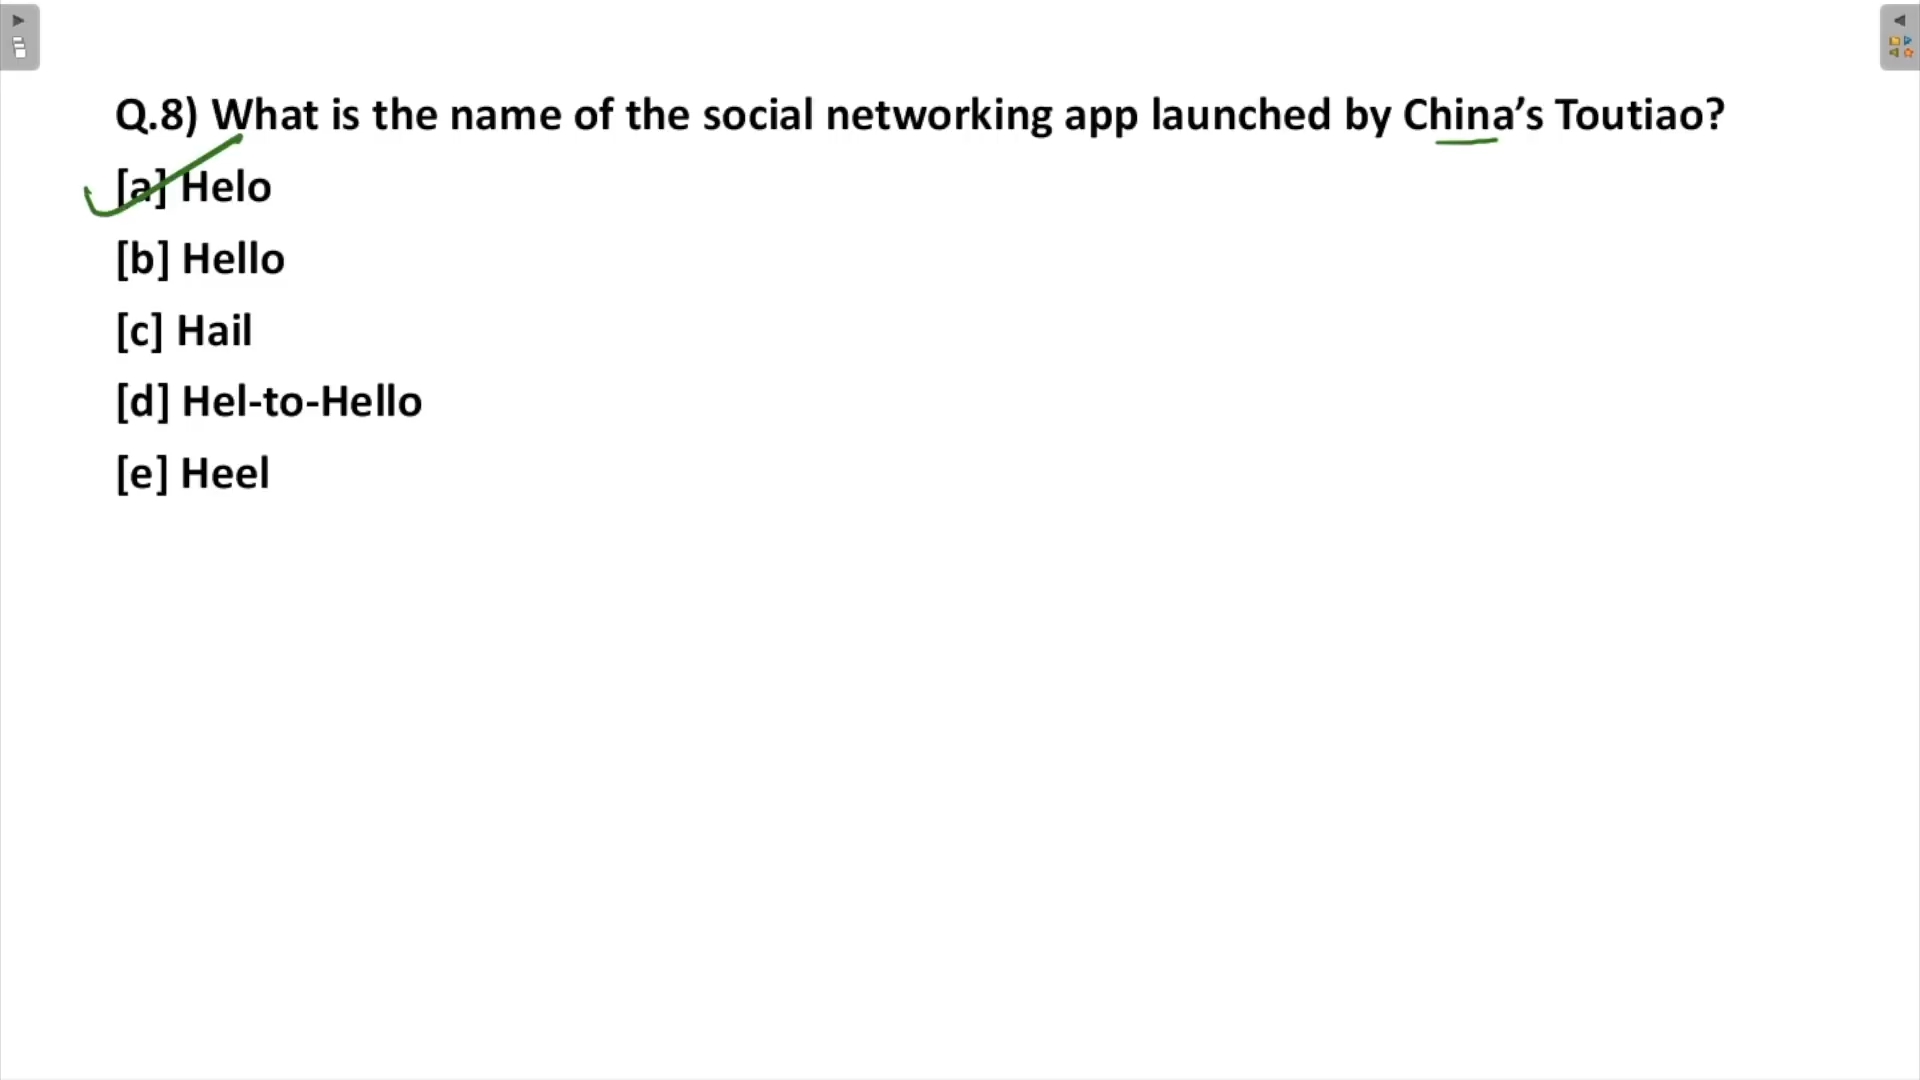 Q.8) What is the name of the social networking app launched by China’s Toutiao?
[a] Helo
[b] Hello
[c] Hail
[d] Hel-to-Hello
[e] Heel